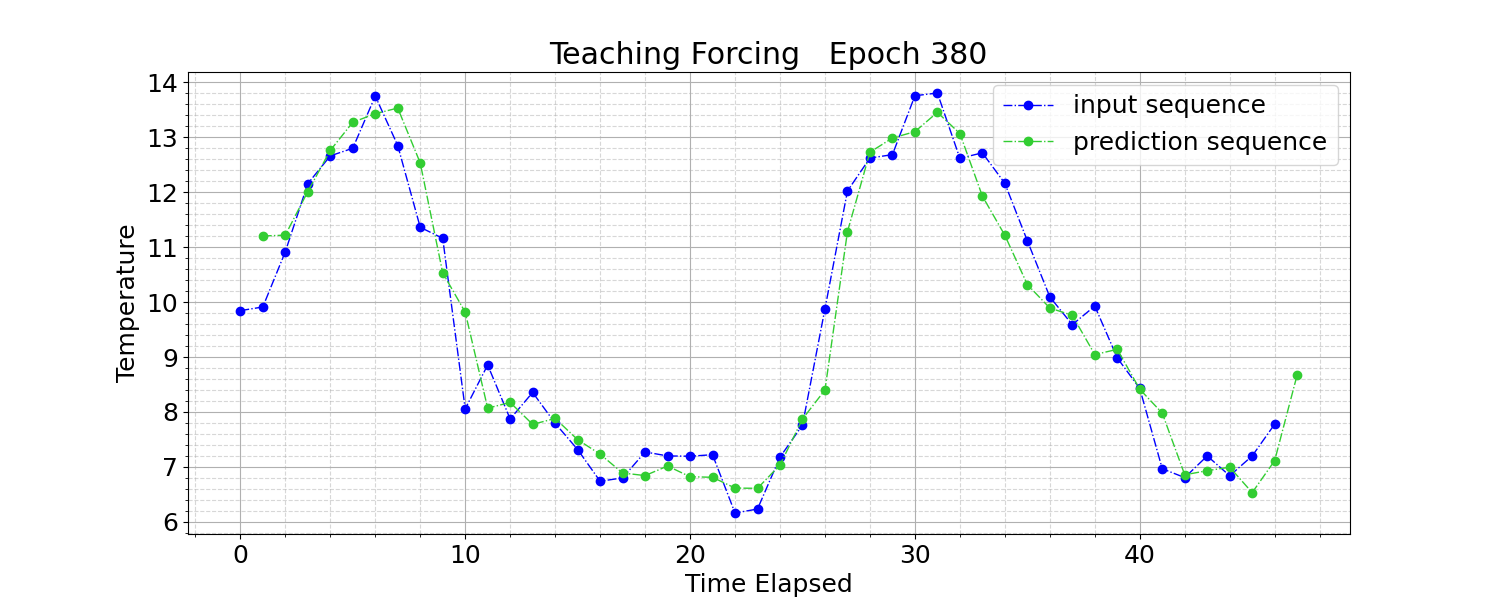 Teaching Forcing   Epoch 380
14
13
12
11
10
9
8
7
6
Temperature
input sequence
prediction sequence
0 10 20 30 40
Time Elapsed